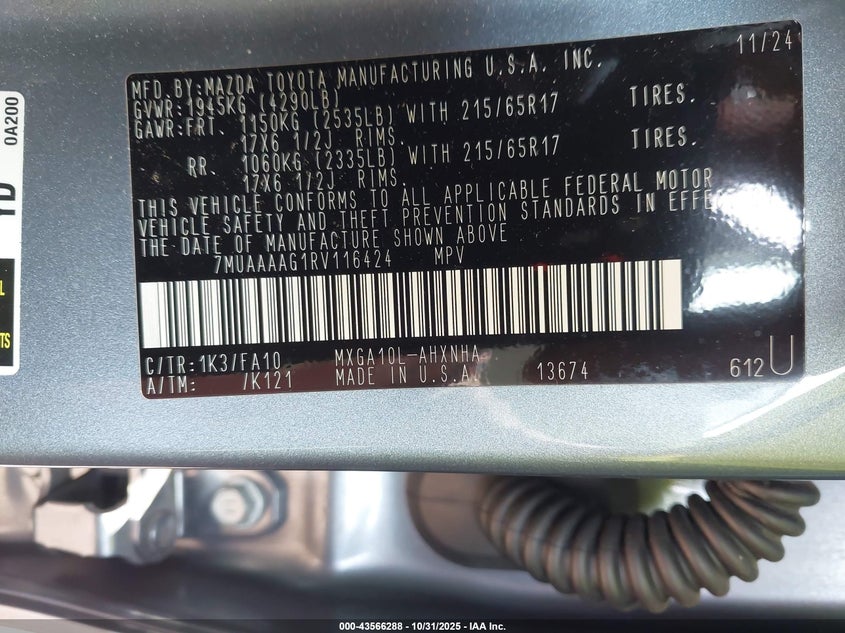 11/24
MFD.BY:MAZDA TOYOTA MANUFACTURING U.S.A. INC.
GVWR:1945KG (4290LB)
GAWR:FRT. 1150KG (2535LB) WITH 215/65R17 TIRES.
17X6 1/2J RIMS.
RR. 1060KG (2335LB) WITH 215/65R17 TIRES.
17X6 1/2J RIMS.
THIS VEHICLE CONFORMS TO ALL APPLICABLE FEDERAL MOTOR
VEHICLE SAFETY AND THEFT PREVENTION STANDARDS IN EFFE
THE DATE OF MANUFACTURE SHOWN ABOVE
7MUAAAAG1RV116424 MPV
C/TR:1K3/FA10 MXGA10L-AHXNHA
A/TM: /K121 MADE IN U.S.A. 13674 612U
0A200
YD
L
TS
000-43566288 - 10/31/2025 - IAA Inc.